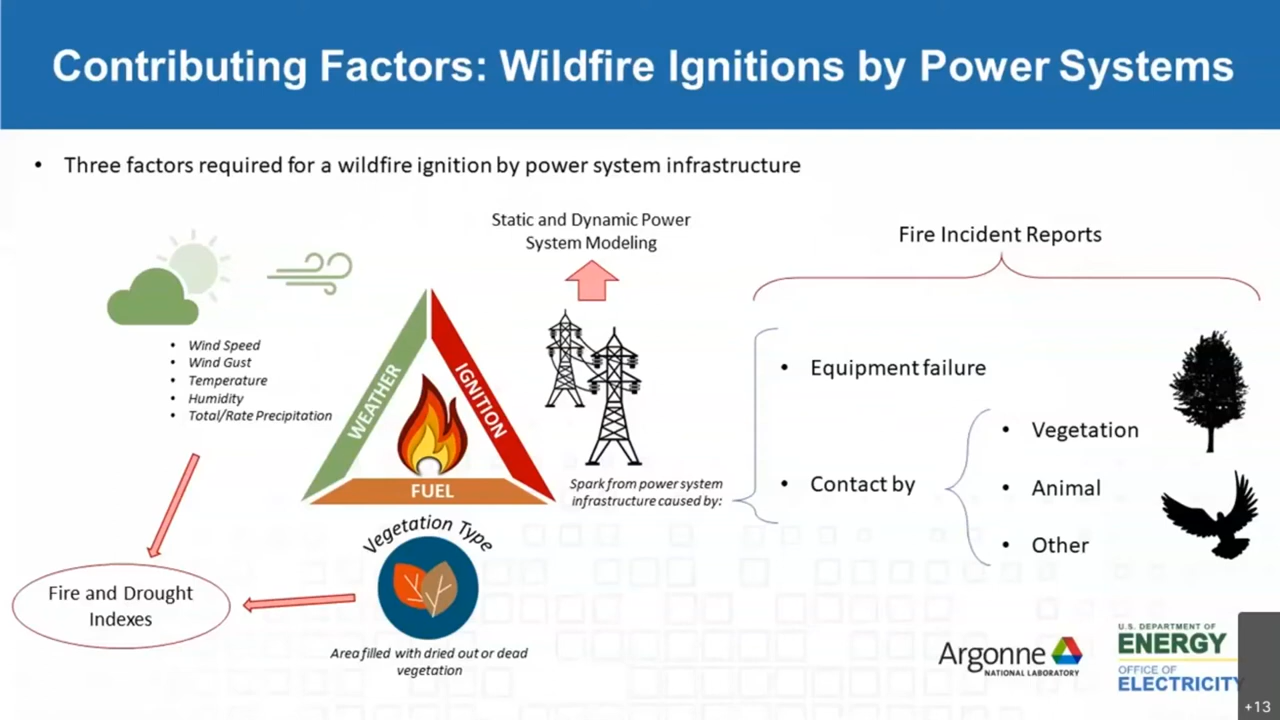 Contributing Factors: Wildfire Ignitions by Power Systems
• Three factors required for a wildfire ignition by power system infrastructure
Static and Dynamic Power
System Modeling
Fire Incident Reports
• Wind Speed
• Wind Gust
• Temperature
• Humidity
• Total/Rate Precipitation
WEATHER
IGNITION
FUEL
Spark from power system
infrastructure caused by:
• Equipment failure
• Contact by
• Vegetation
• Animal
• Other
Vegetation Type
Area filled with dried out or dead
vegetation
Fire and Drought
Indexes
Argonne
NATIONAL LABORATORY
U.S. DEPARTMENT OF
ENERGY
OFFICE OF
ELECTRICITY
+13